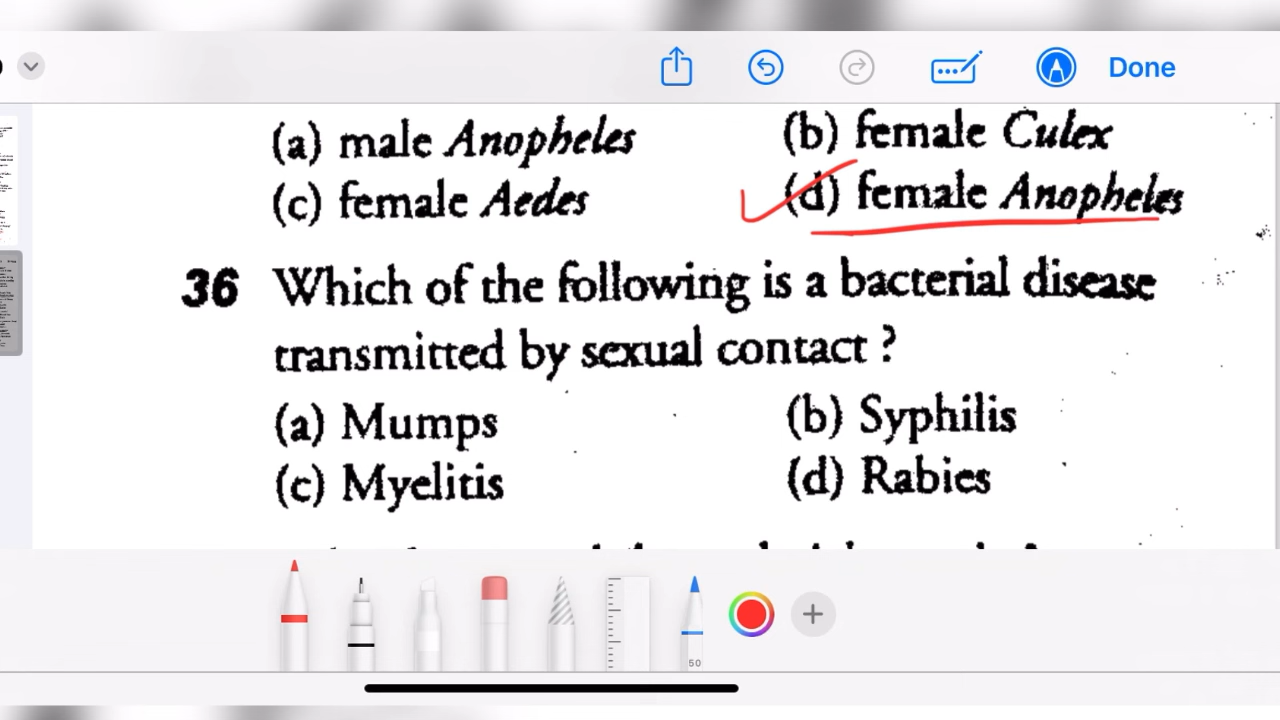 Done
(a) male Anopheles (b) female Culex
(c) female Aedes (d) female Anopheles
36 Which of the following is a bacterial disease
transmitted by sexual contact ?
(a) Mumps (b) Syphilis
(c) Myelitis (d) Rabies
50